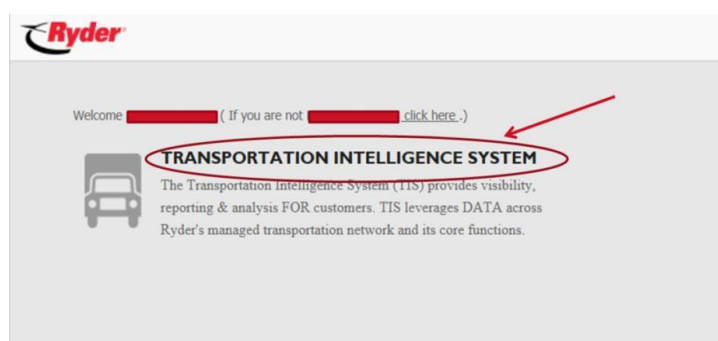 Ryder
Welcome ( If you are not click here .)
TRANSPORTATION INTELLIGENCE SYSTEM
The Transportation Intelligence System (TIS) provides visibility,
reporting & analysis FOR customers. TIS leverages DATA across
Ryder's managed transportation network and its core functions.